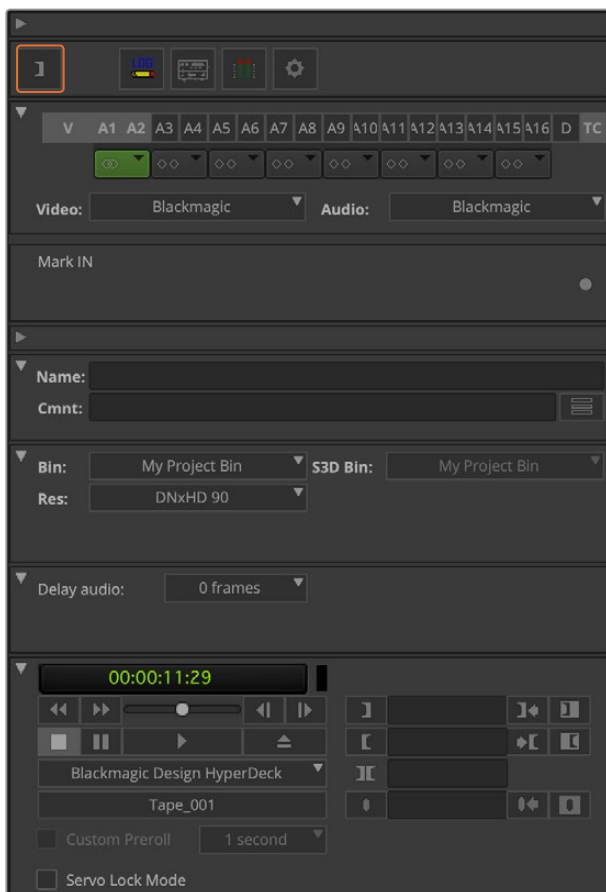 LOG
V A1 A2 A3 A4 A5 A6 A7 A8 A9 A10 A11 A12 A13 A14 A15 A16 D TC
Video: Blackmagic Audio: Blackmagic
Mark IN
Name:
Cmnt:
Bin: My Project Bin S3D Bin: My Project Bin
Res: DNxHD 90
Delay audio: 0 frames
00:00:11:29
Blackmagic Design HyperDeck
Tape_001
Custom Preroll 1 second
Servo Lock Mode